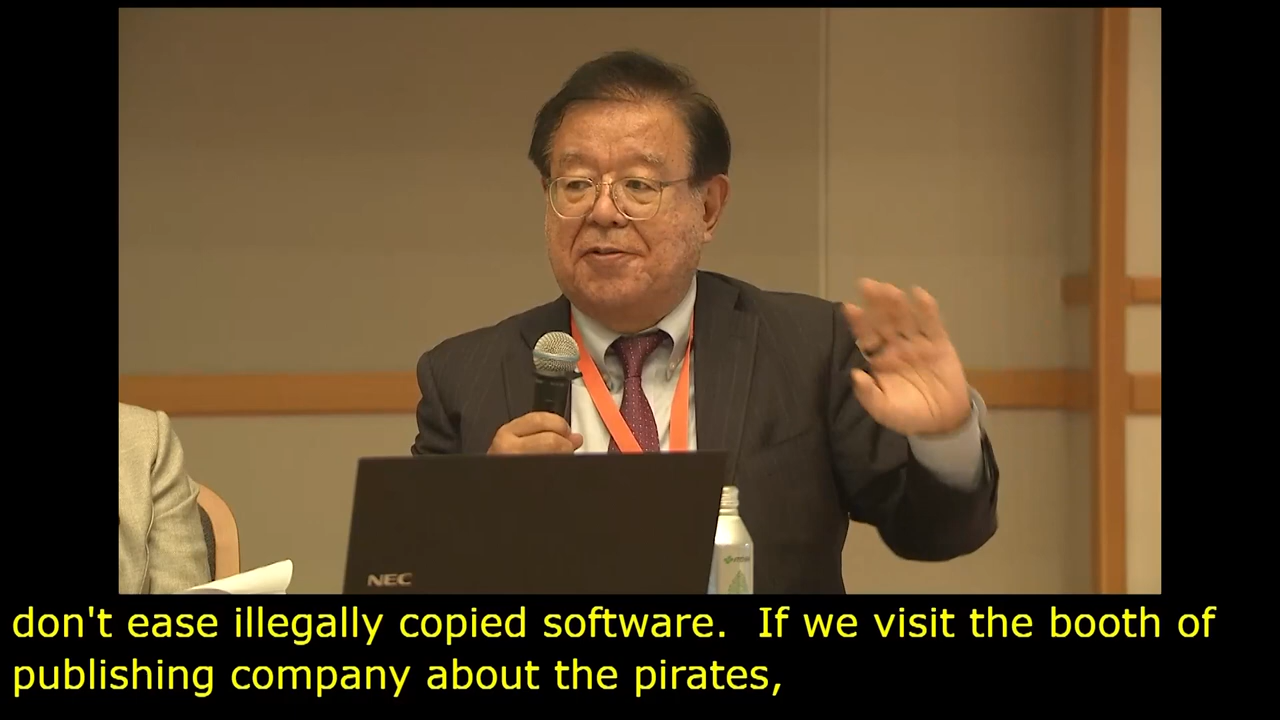 NEC
don't ease illegally copied software.  If we visit the booth of
publishing company about the pirates,